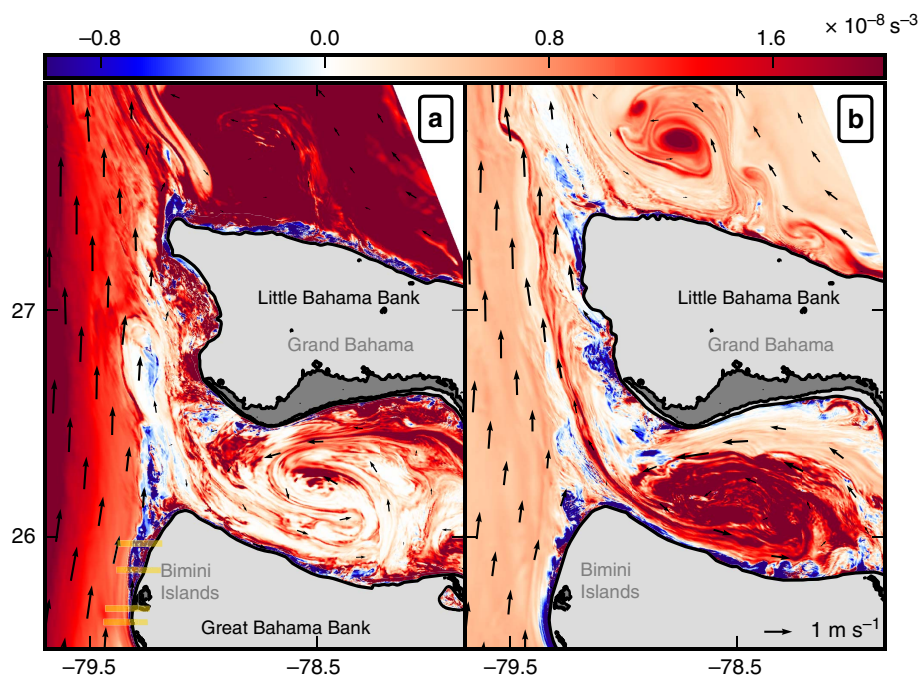 −0.8 0.0 0.8 1.6 × 10⁻⁸ s⁻³
a b
Little Bahama Bank Little Bahama Bank
27
Grand Bahama Grand Bahama
26
Bimini Bimini
Islands Islands
Great Bahama Bank 1 m s⁻¹
−79.5 −78.5 −79.5 −78.5